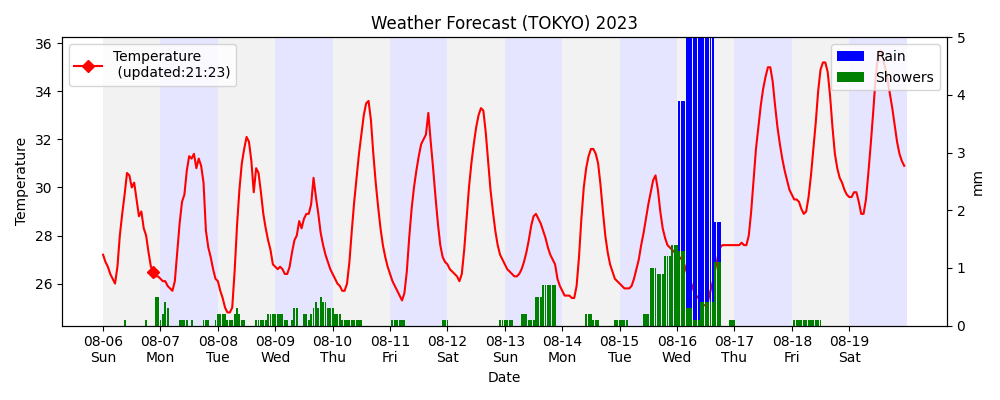 Weather Forecast (TOKYO) 2023
Temperature
(updated:21:23)
Rain
Showers
36
34
32
30
28
26
Temperature
5
4
3
2
1
0
mm
08-06 08-07 08-08 08-09 08-10 08-11 08-12 08-13 08-14 08-15 08-16 08-17 08-18 08-19
Sun Mon Tue Wed Thu Fri Sat Sun Mon Tue Wed Thu Fri Sat
Date